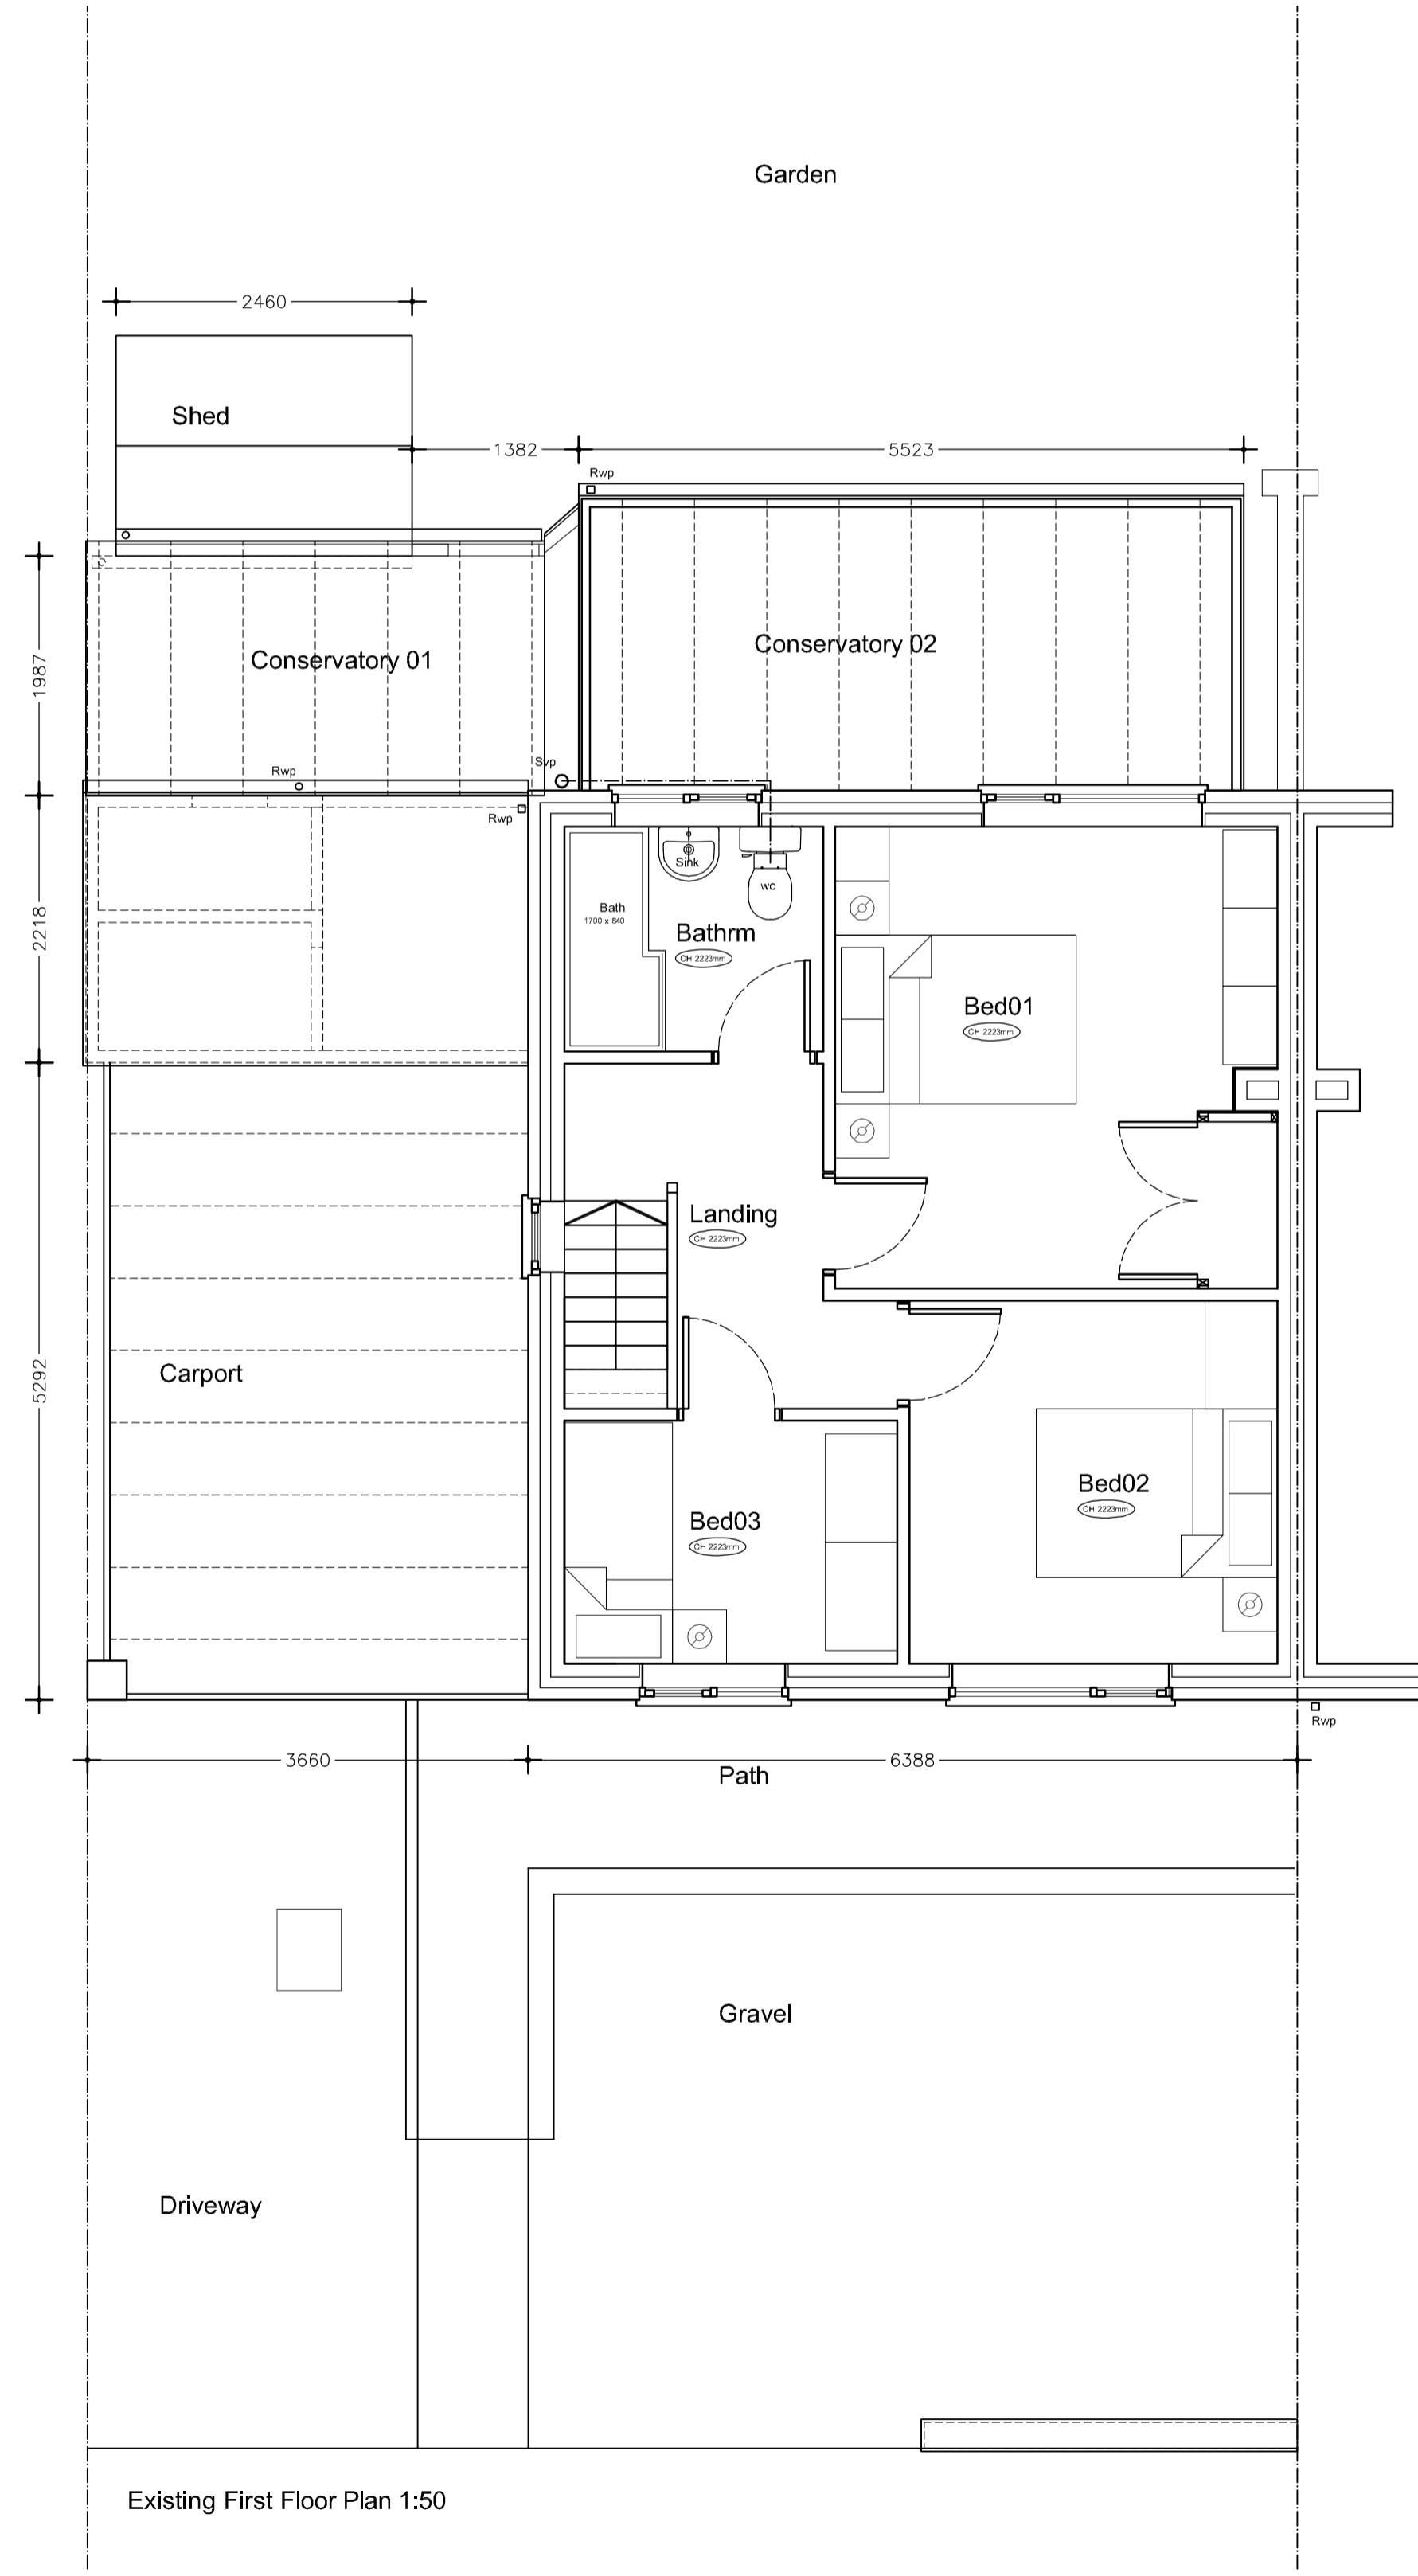 Garden
2460
Shed
1382
5523
Rwp
1987
Conservatory 01
Conservatory 02
Svp
Rwp
Rwp
Sink
WC
Bath
1700 x 840
2218
Bathrm
CH 2223mm
Bed01
CH 2223mm
Landing
CH 2223mm
5292
Carport
Bed02
CH 2223mm
Bed03
CH 2223mm
Rwp
3660
6388
Path
Gravel
Driveway
Existing First Floor Plan 1:50